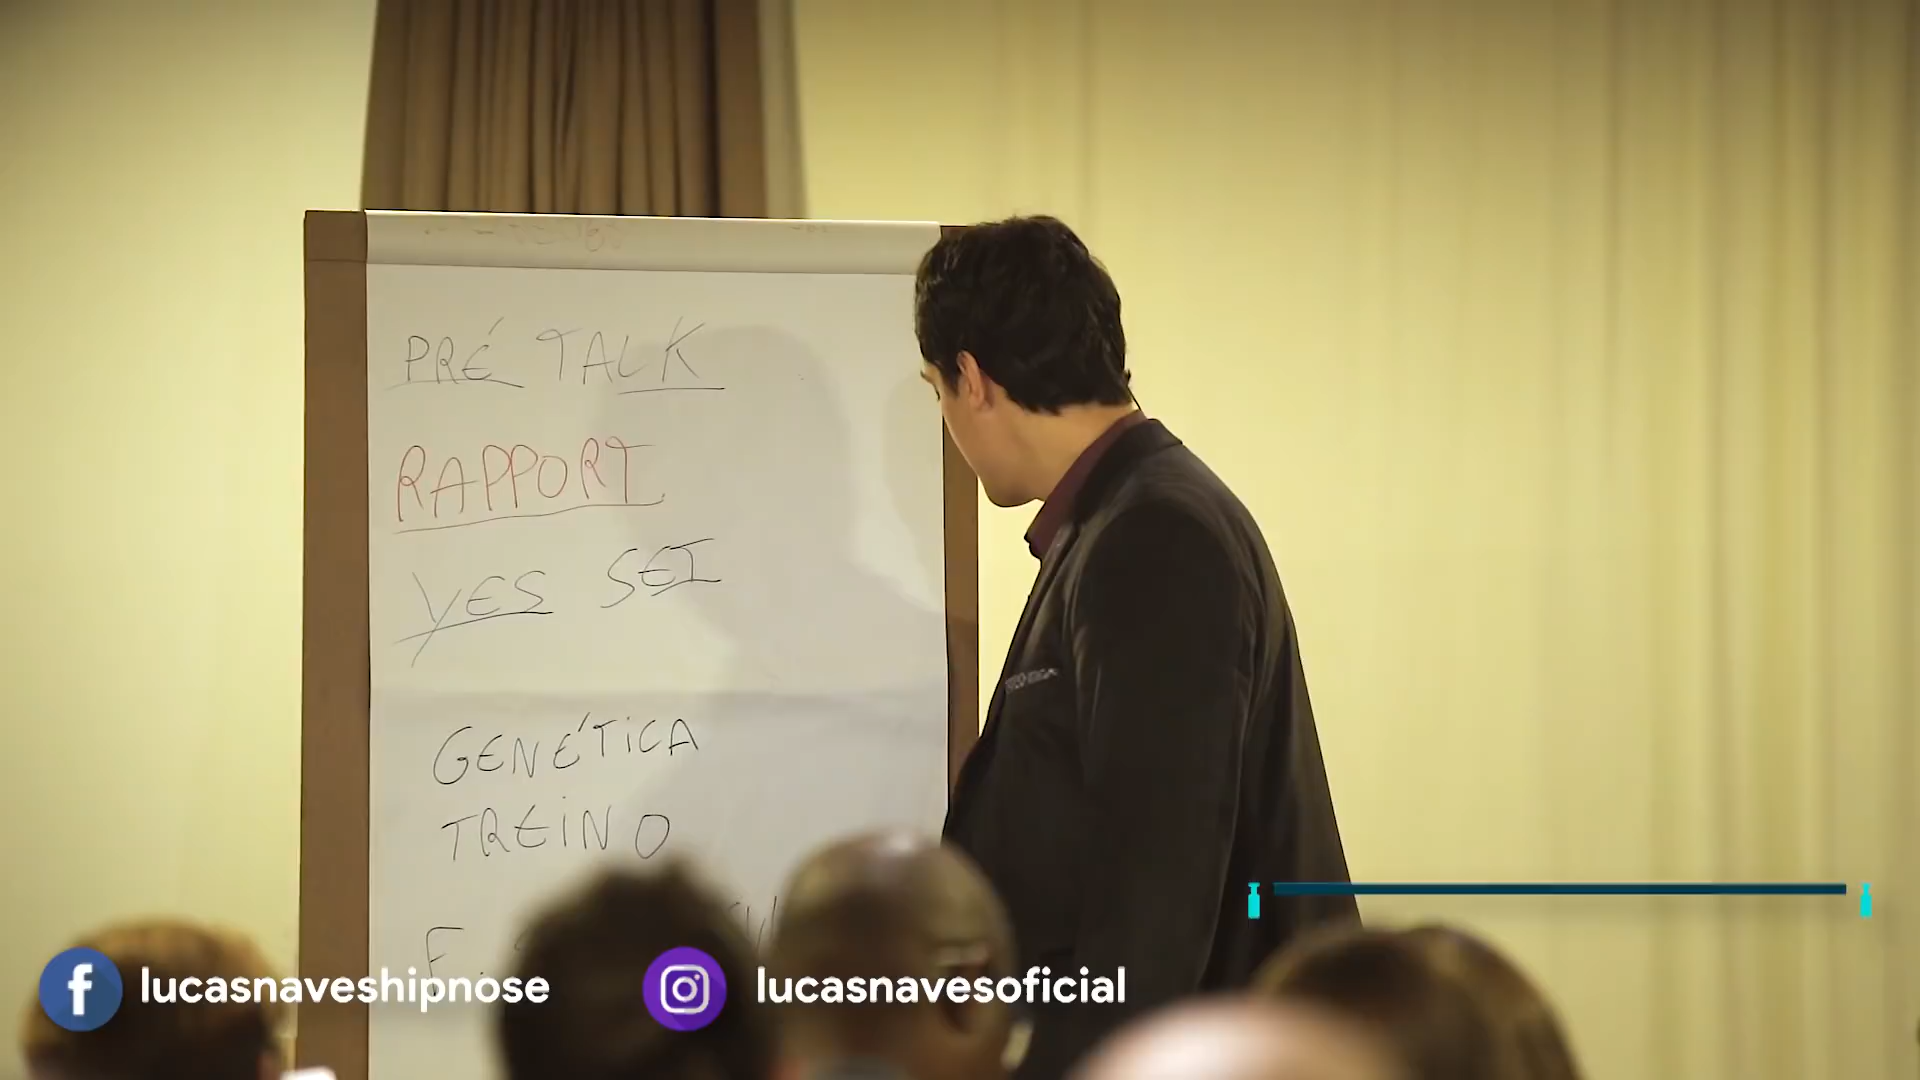 PRÉ TALK
RAPPORT
YES SET
GENÉTICA
TREINO
F.
lucasnaveshipnose
lucasnavesoficial